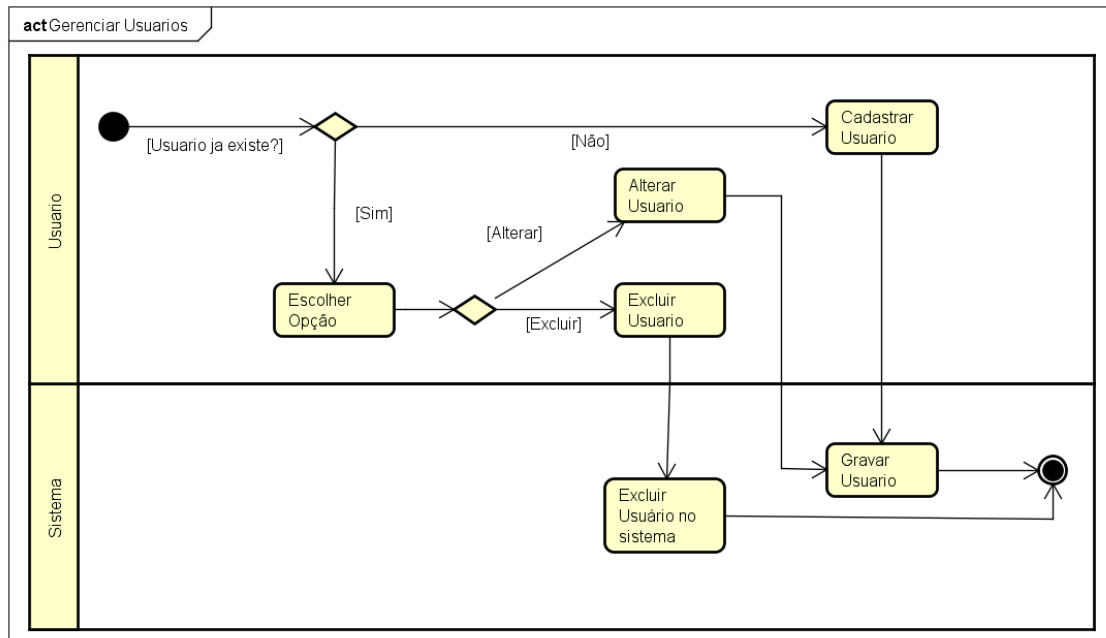 act Gerenciar Usuarios
Usuario
[Usuario ja existe?]
[Não]
Cadastrar
Usuario
[Sim]
Alterar
Usuario
[Alterar]
Escolher
Opção
[Excluir]
Excluir
Usuario
Sistema
Gravar
Usuario
Excluir
Usuário no
sistema